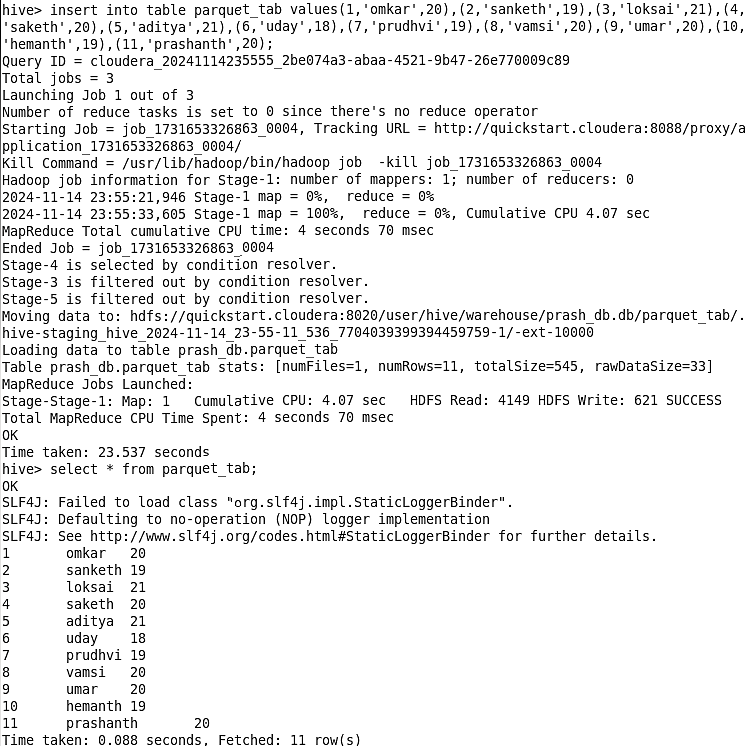 hive> insert into table parquet_tab values(1,'omkar',20),(2,'sanketh',19),(3,'loksai',21),(4,
'saketh',20),(5,'aditya',21),(6,'uday',18),(7,'prudhvi',19),(8,'vamsi',20),(9,'umar',20),(10,
'hemanth',19),(11,'prashanth',20);
Query ID = cloudera_20241114235555_2be074a3-abaa-4521-9b47-26e770009c89
Total jobs = 3
Launching Job 1 out of 3
Number of reduce tasks is set to 0 since there's no reduce operator
Starting Job = job_1731653326863_0004, Tracking URL = http://quickstart.cloudera:8088/proxy/a
pplication_1731653326863_0004/
Kill Command = /usr/lib/hadoop/bin/hadoop job  -kill job_1731653326863_0004
Hadoop job information for Stage-1: number of mappers: 1; number of reducers: 0
2024-11-14 23:55:21,946 Stage-1 map = 0%,  reduce = 0%
2024-11-14 23:55:33,605 Stage-1 map = 100%,  reduce = 0%, Cumulative CPU 4.07 sec
MapReduce Total cumulative CPU time: 4 seconds 70 msec
Ended Job = job_1731653326863_0004
Stage-4 is selected by condition resolver.
Stage-3 is filtered out by condition resolver.
Stage-5 is filtered out by condition resolver.
Moving data to: hdfs://quickstart.cloudera:8020/user/hive/warehouse/prash_db.db/parquet_tab/.
hive-staging_hive_2024-11-14_23-55-11_536_7704039399394459759-1/-ext-10000
Loading data to table prash_db.parquet_tab
Table prash_db.parquet_tab stats: [numFiles=1, numRows=11, totalSize=545, rawDataSize=33]
MapReduce Jobs Launched:
Stage-Stage-1: Map: 1   Cumulative CPU: 4.07 sec   HDFS Read: 4149 HDFS Write: 621 SUCCESS
Total MapReduce CPU Time Spent: 4 seconds 70 msec
OK
Time taken: 23.537 seconds
hive> select * from parquet_tab;
OK
SLF4J: Failed to load class "org.slf4j.impl.StaticLoggerBinder".
SLF4J: Defaulting to no-operation (NOP) logger implementation
SLF4J: See http://www.slf4j.org/codes.html#StaticLoggerBinder for further details.
1       omkar   20
2       sanketh 19
3       loksai  21
4       saketh  20
5       aditya  21
6       uday    18
7       prudhvi 19
8       vamsi   20
9       umar    20
10      hemanth 19
11      prashanth       20
Time taken: 0.088 seconds, Fetched: 11 row(s)